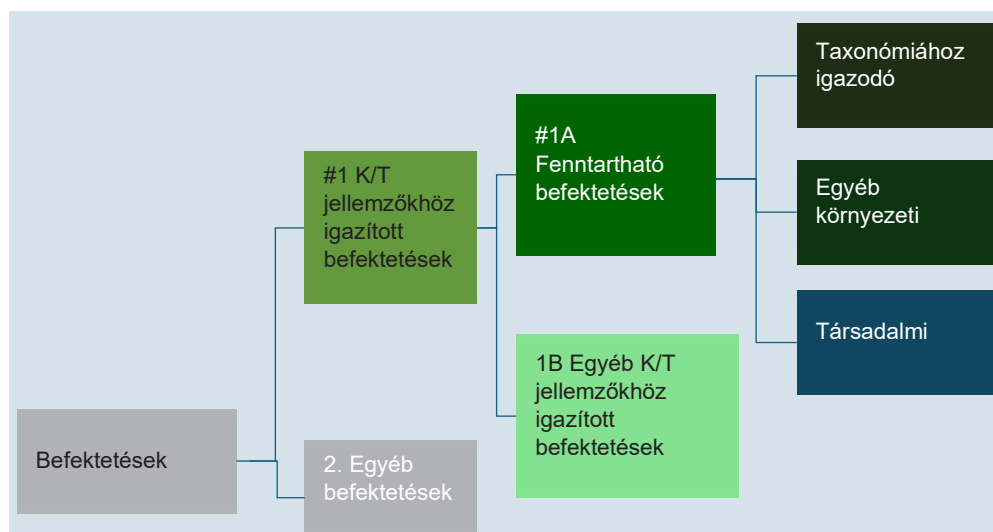 Befektetések
#1 K/T
jellemzőkhöz
igazított
befektetések
2. Egyéb
befektetések
#1A
Fenntartható
befektetések
1B Egyéb K/T
jellemzőkhöz
igazított
befektetések
Taxonómiához
igazodó
Egyéb
környezeti
Társadalmi